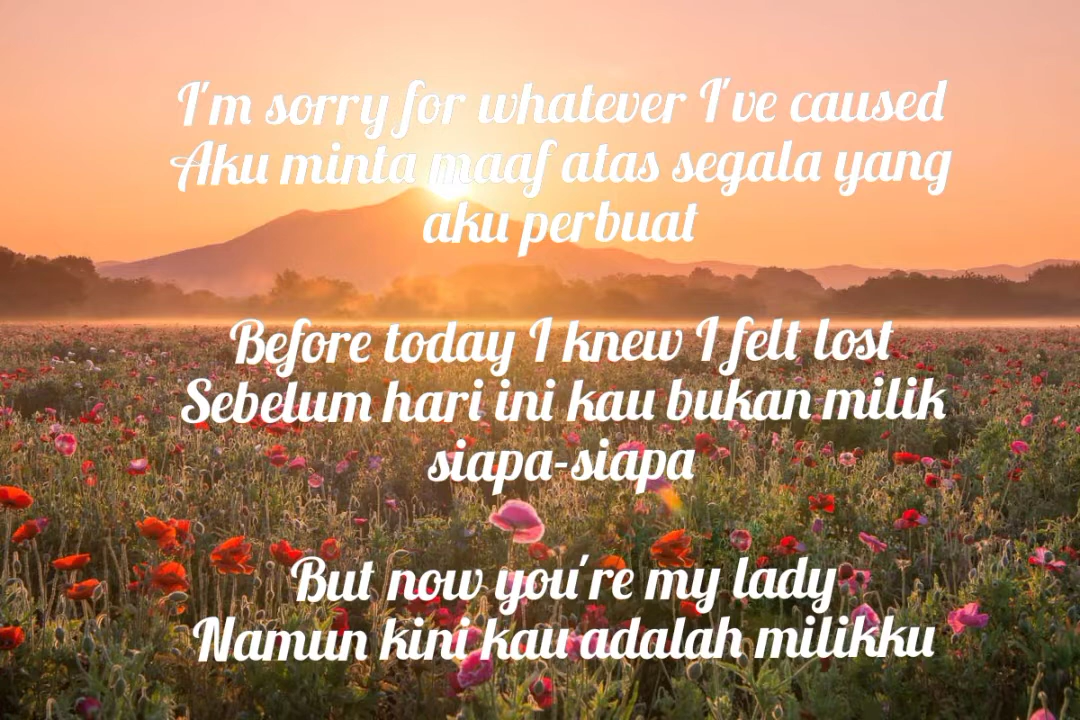 I'm sorry for whatever I've caused
Aku minta maaf atas segala yang
aku perbuat
Before today I knew I felt lost
Sebelum hari ini kau bukan milik
siapa-siapa
But now you're my lady
Namun kini kau adalah milikku